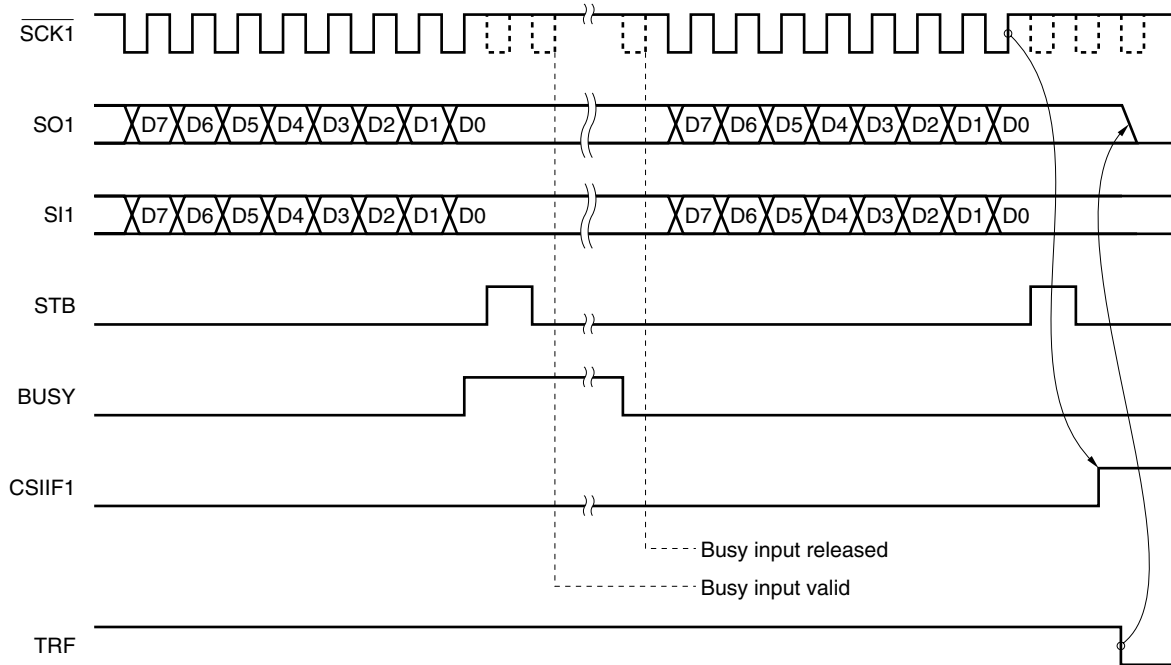 SCK1
SO1 D7 D6 D5 D4 D3 D2 D1 D0 D7 D6 D5 D4 D3 D2 D1 D0
SI1 D7 D6 D5 D4 D3 D2 D1 D0 D7 D6 D5 D4 D3 D2 D1 D0
STB
BUSY
CSIIF1
Busy input released
Busy input valid
TRF